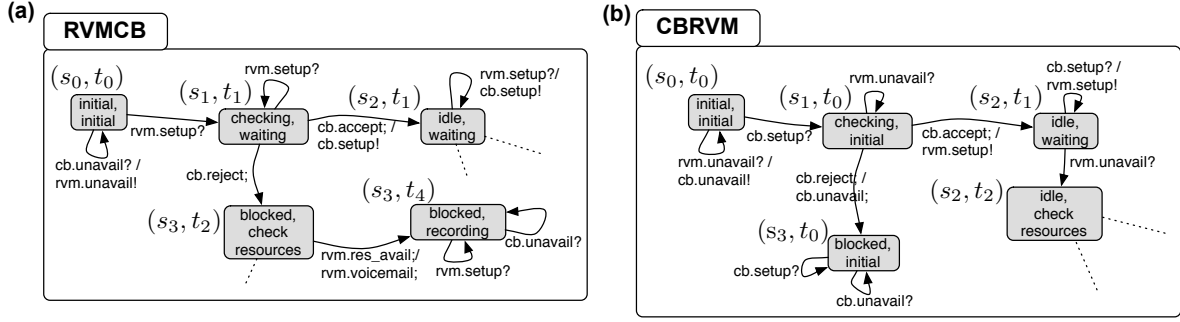 (a)
RVMCB
(s0, t0)
initial,
initial
cb.unavail? /
rvm.unavail!
rvm.setup?
rvm.setup?
(s1, t1)
checking,
waiting
cb.accept; /
cb.setup!
rvm.setup?/
cb.setup!
(s2, t1)
idle,
waiting
cb.reject;
(s3, t2)
blocked,
check
resources
rvm.res_avail;/
rvm.voicemail;
(s3, t4)
blocked,
recording
rvm.setup?
cb.unavail?
(b)
CBRVM
(s0, t0)
initial,
initial
rvm.unavail? /
cb.unavail!
cb.setup?
rvm.unavail?
(s1, t0)
checking,
initial
cb.accept; /
rvm.setup!
cb.setup? /
rvm.setup!
(s2, t1)
idle,
waiting
rvm.unavail?
(s2, t2)
idle,
check
resources
cb.reject; /
cb.unavail;
(s3, t0)
blocked,
initial
cb.setup?
cb.unavail?